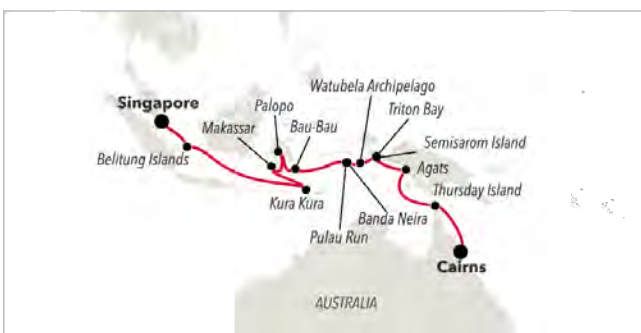 Watubela Archipelago
Triton Bay
Palopo
Singapore
Makassar
Bau-Bau
Semisarom Island
Belitung Islands
Agats
Thursday Island
Kura Kura
Banda Neira
Pulau Run
Cairns
AUSTRALIA